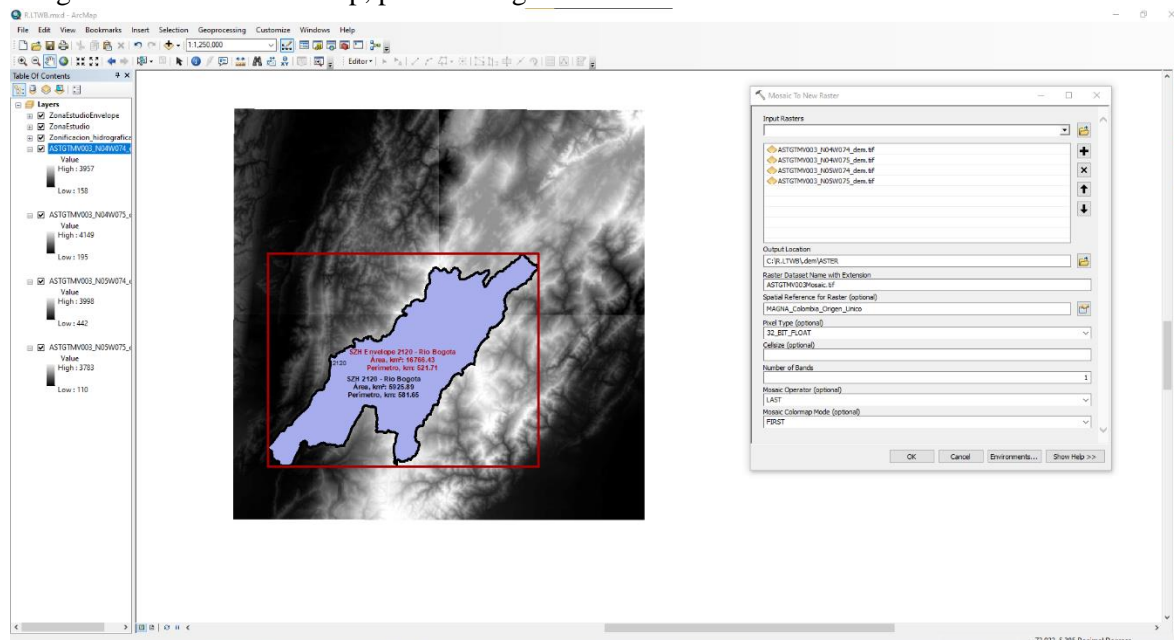 R.LTWB.mxd - ArcMap
File Edit View Bookmarks Insert Selection Geoprocessing Customize Windows Help
1:1,250,000
Editor
Table Of Contents
Layers
ZonaEstudioEnvelope
ZonaEstudio
Zonificacion_hidrografica
ASTGTMV003_N04W074_
Value
High : 3957
Low : 158
ASTGTMV003_N04W075_
Value
High : 4149
Low : 195
ASTGTMV003_N05W074_
Value
High : 3998
Low : 442
ASTGTMV003_N05W075_
Value
High : 3783
Low : 110
SZH Envelope 2120 - Rio Bogota
Área, km²: 16766.43
Perimetro, km: 521.71
2120
SZH 2120 - Rio Bogota
Área, km²: 5925.89
Perimetro, km: 581.65
Mosaic To New Raster
Input Rasters
ASTGTMV003_N04W074_dem.tif
ASTGTMV003_N04W075_dem.tif
ASTGTMV003_N05W074_dem.tif
ASTGTMV003_N05W075_dem.tif
Output Location
C:\R.LTWB\.dem\ASTER
Raster Dataset Name with Extension
ASTGTMV003Mosaic.tif
Spatial Reference for Raster (optional)
MAGNA_Colombia_Origen_Unico
Pixel Type (optional)
32_BIT_FLOAT
Cellsize (optional)
Number of Bands
1
Mosaic Operator (optional)
LAST
Mosaic Colormap Mode (optional)
FIRST
OK Cancel Environments... Show Help >>